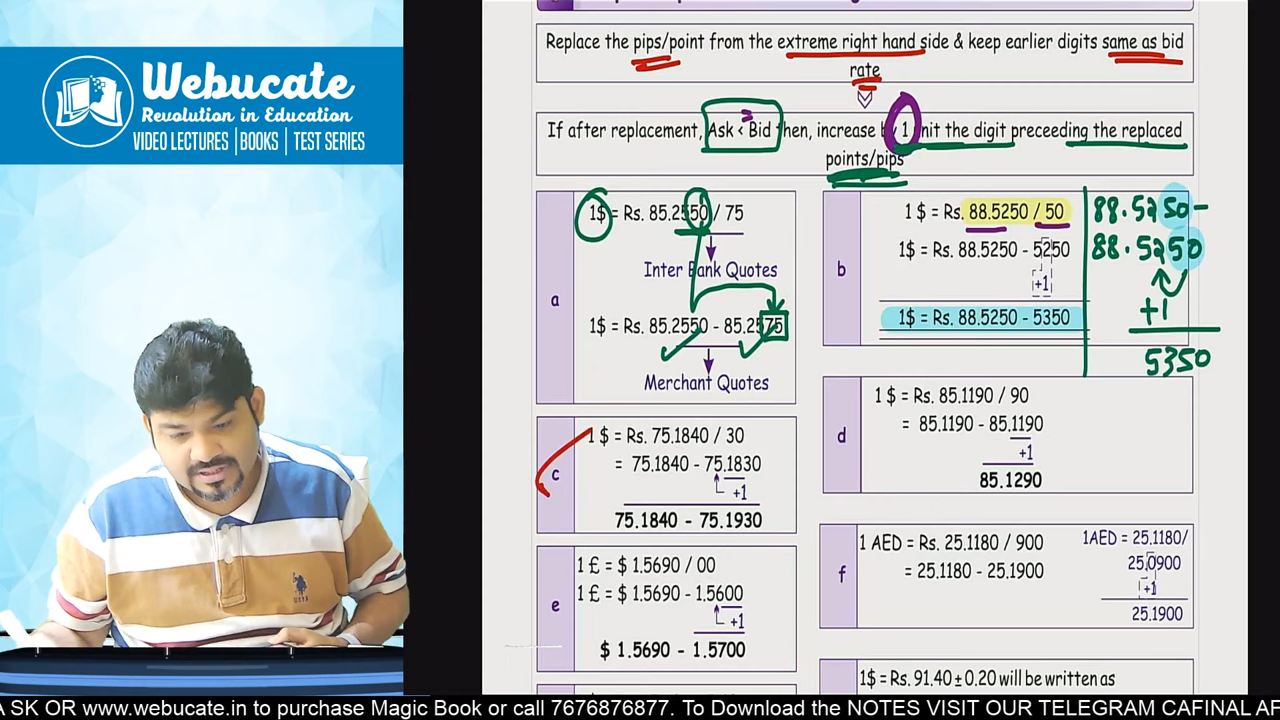 Webucate
Revolution in Education
VIDEO LECTURES | BOOKS | TEST SERIES
Replace the pips/point from the extreme right hand side & keep earlier digits same as bid
rate
If after replacement, Ask < Bid then, increase by 1 unit the digit preceeding the replaced
points/pips
a
1$ = Rs. 85.2550 / 75
Inter Bank Quotes
1$ = Rs. 85.2550 - 85.2575
Merchant Quotes
b
1 $ = Rs. 88.5250 / 50
1$ = Rs. 88.5250 - 5250
+1
1$ = Rs. 88.5250 - 5350
88.5250 -
88.5250
+1
5350
c
1 $ = Rs. 75.1840 / 30
= 75.1840 - 75.1830
+1
75.1840 - 75.1930
d
1 $ = Rs. 85.1190 / 90
= 85.1190 - 85.1190
+1
85.1290
e
1 £ = $ 1.5690 / 00
1 £ = $ 1.5690 - 1.5600
+1
$ 1.5690 - 1.5700
f
1 AED = Rs. 25.1180 / 900
= 25.1180 - 25.1900
1AED = 25.1180/
25.0900
+1
25.1900
1$ = Rs. 91.40 ± 0.20 will be written as
A SK OR www.webucate.in to purchase Magic Book or call 7676876877. To Download the NOTES VISIT OUR TELEGRAM CAFINAL AF